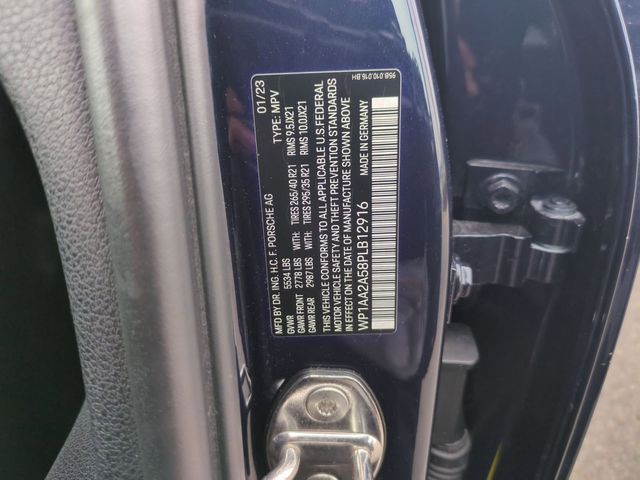 MFD BY DR. ING. H.C. F. PORSCHE AG 01/23
GVWR 5534 LBS TYPE: MPV
GAWR FRONT 2778 LBS WITH: TIRES 265/40 R21 RIMS 9.5JX21
GAWR REAR 2987 LBS WITH: TIRES 295/35 R21 RIMS 10.0JX21
THIS VEHICLE CONFORMS TO ALL APPLICABLE U.S. FEDERAL
MOTOR VEHICLE SAFETY AND THEFT PREVENTION STANDARDS
IN EFFECT ON THE DATE OF MANUFACTURE SHOWN ABOVE
WP1AA2A58PLB12916 MADE IN GERMANY
95B.010.016.BH